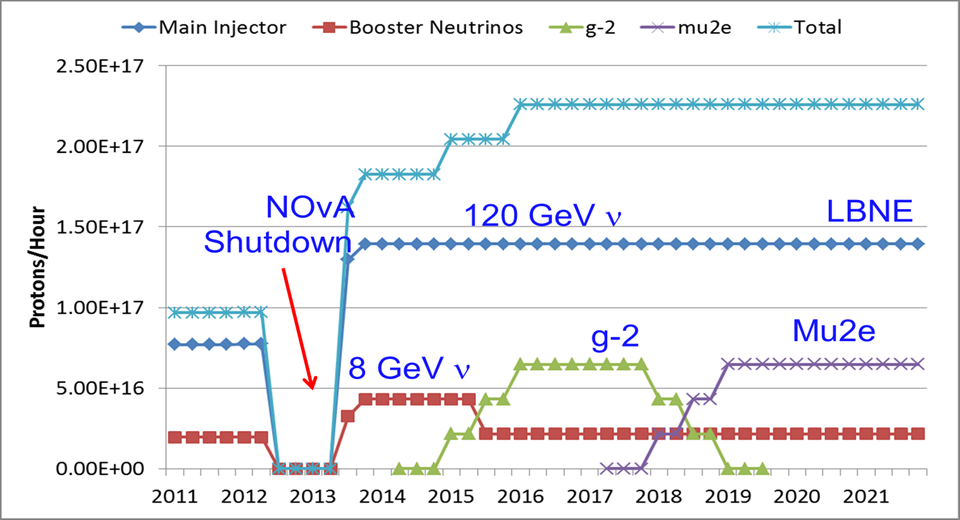 Main Injector Booster Neutrinos g-2 mu2e Total
2.50E+17
2.00E+17
1.50E+17
1.00E+17
5.00E+16
0.00E+00
Protons/Hour
NOvA
Shutdown
120 GeV ν
LBNE
8 GeV ν
g-2
Mu2e
2011 2012 2013 2014 2015 2016 2017 2018 2019 2020 2021